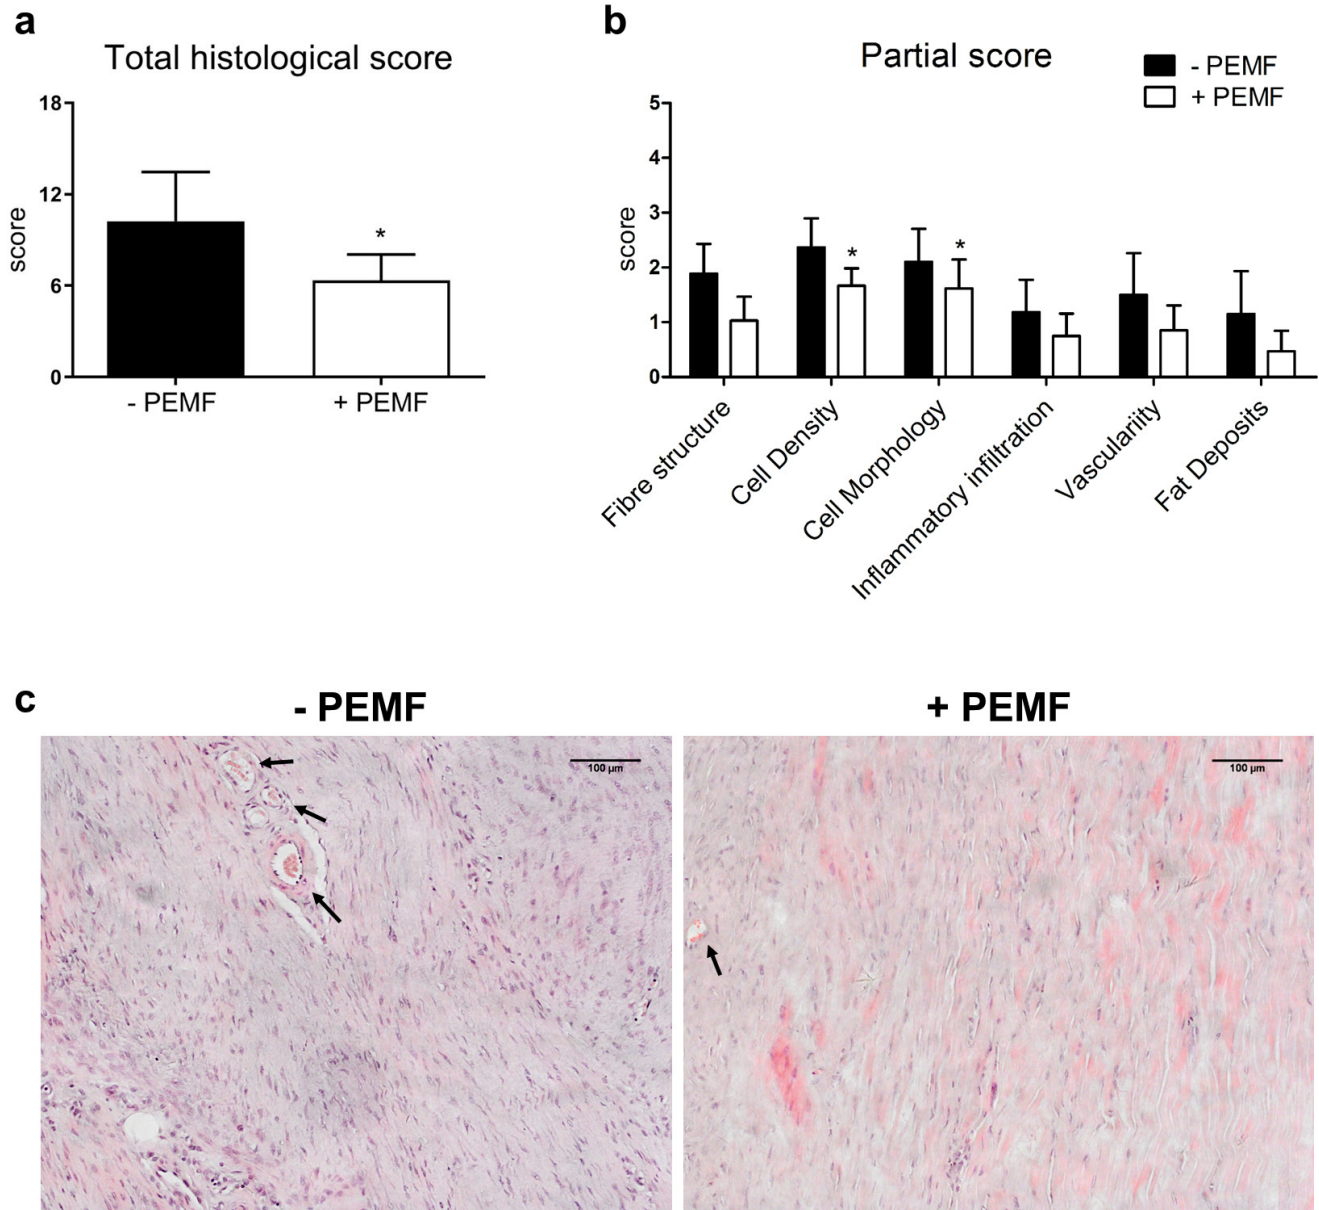 a
Total histological score
18
12
6
0
score
*
- PEMF
+ PEMF
b
Partial score
- PEMF
+ PEMF
5
4
3
2
1
0
score
*
*
Fibre structure
Cell Density
Cell Morphology
Inflammatory infiltration
Vasculariity
Fat Deposits
c
- PEMF
+ PEMF
100 µm
100 µm